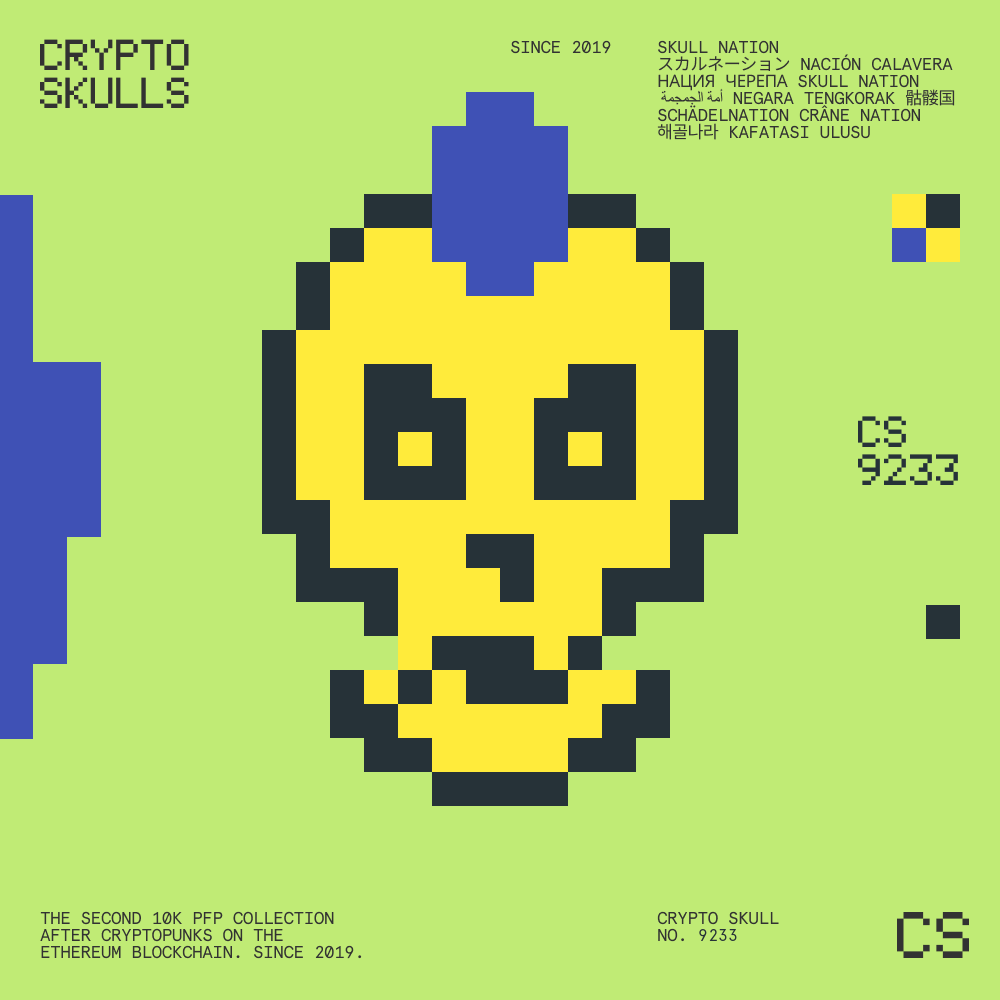 CRYPTO
SKULLS
SINCE 2019
SKULL NATION
スカルネーション NACIÓN CALAVERA
НАЦИЯ ЧЕРЕПА SKULL NATION
أمة الجمجمة NEGARA TENGKORAK 骷髅国
SCHÄDELNATION CRÂNE NATION
해골나라 KAFATASI ULUSU
CS
9233
THE SECOND 10K PFP COLLECTION
AFTER CRYPTOPUNKS ON THE
ETHEREUM BLOCKCHAIN. SINCE 2019.
CRYPTO SKULL
NO. 9233
CS